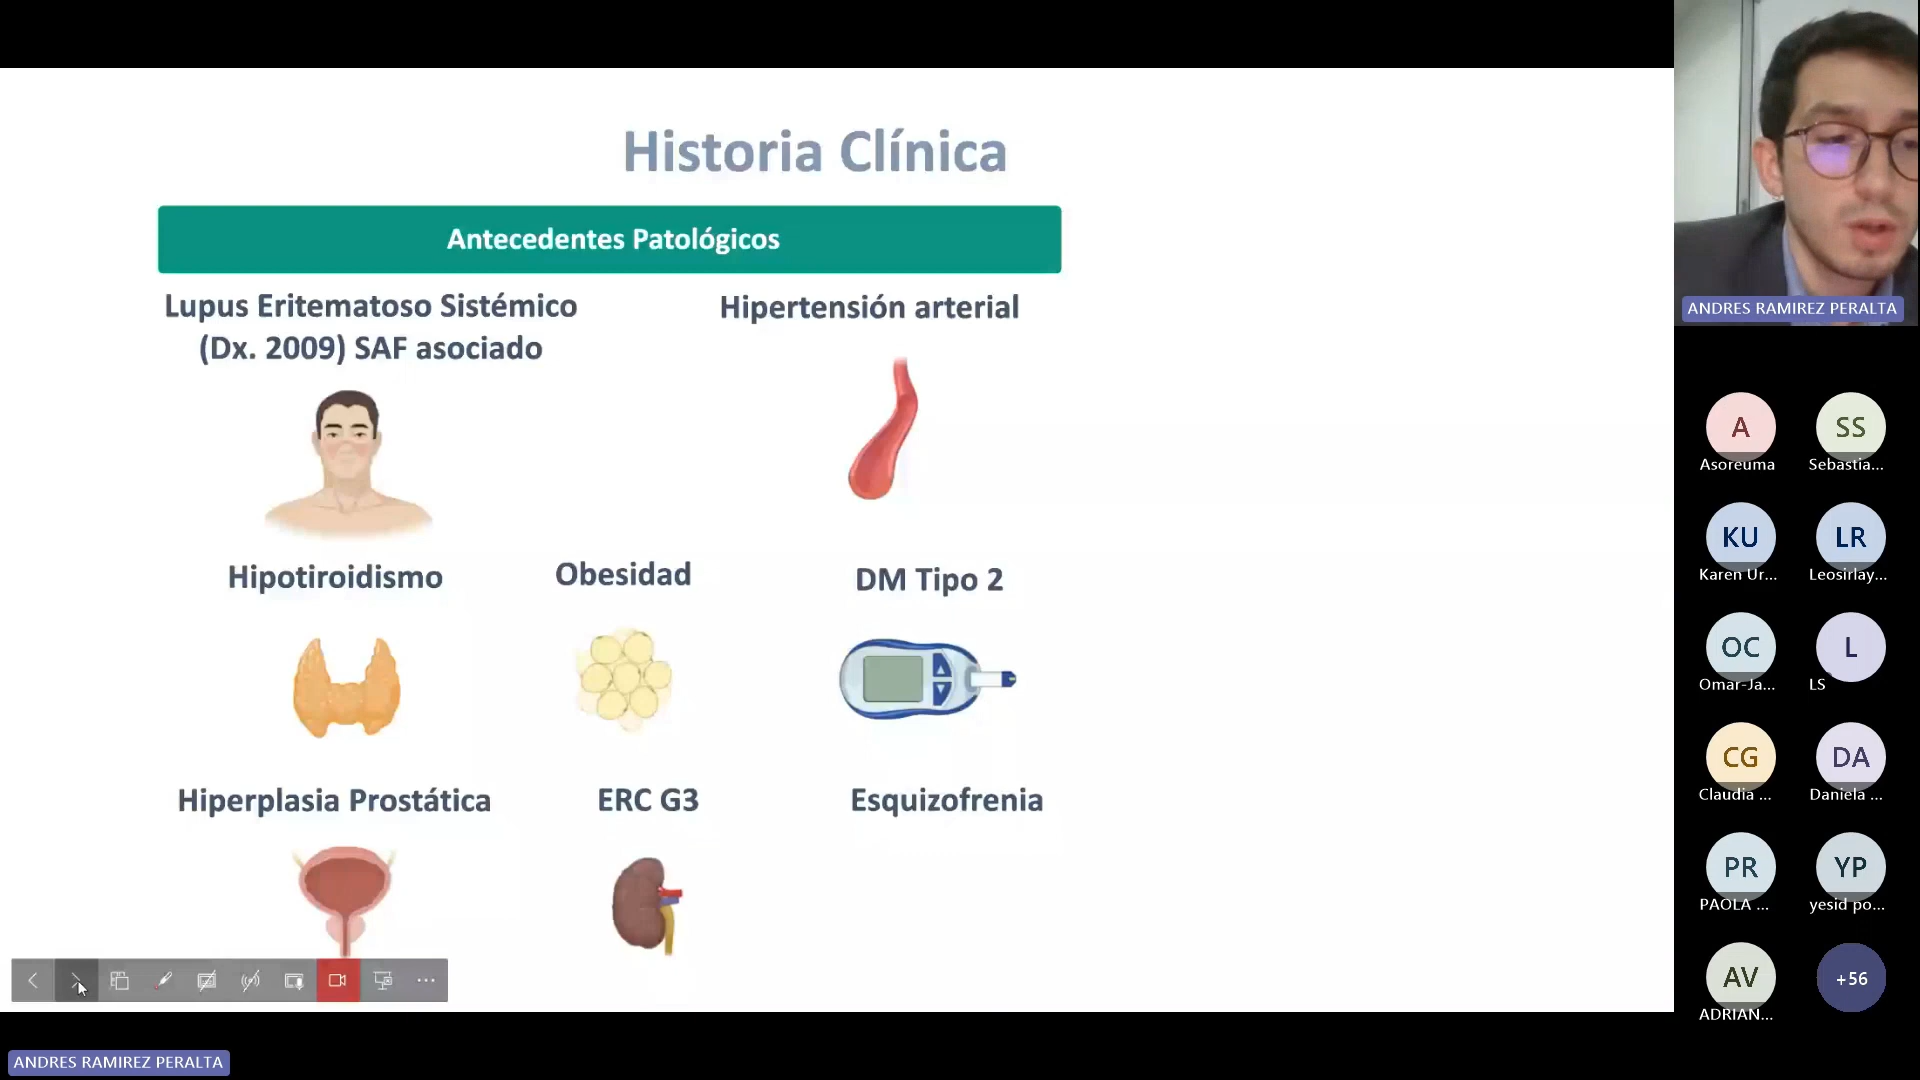 Historia Clínica
Antecedentes Patológicos
Lupus Eritematoso Sistémico
(Dx. 2009) SAF asociado
Hipertensión arterial
Hipotiroidismo
Obesidad
DM Tipo 2
Hiperplasia Prostática
ERC G3
Esquizofrenia
ANDRES RAMIREZ PERALTA
A
Asoreuma
SS
Sebastia...
KU
Karen Ur...
LR
Leosirlay...
OC
Omar-Ja...
L
LS
CG
Claudia ...
DA
Daniela ...
PR
PAOLA ...
YP
yesid po...
AV
ADRIAN...
+56
ANDRES RAMIREZ PERALTA